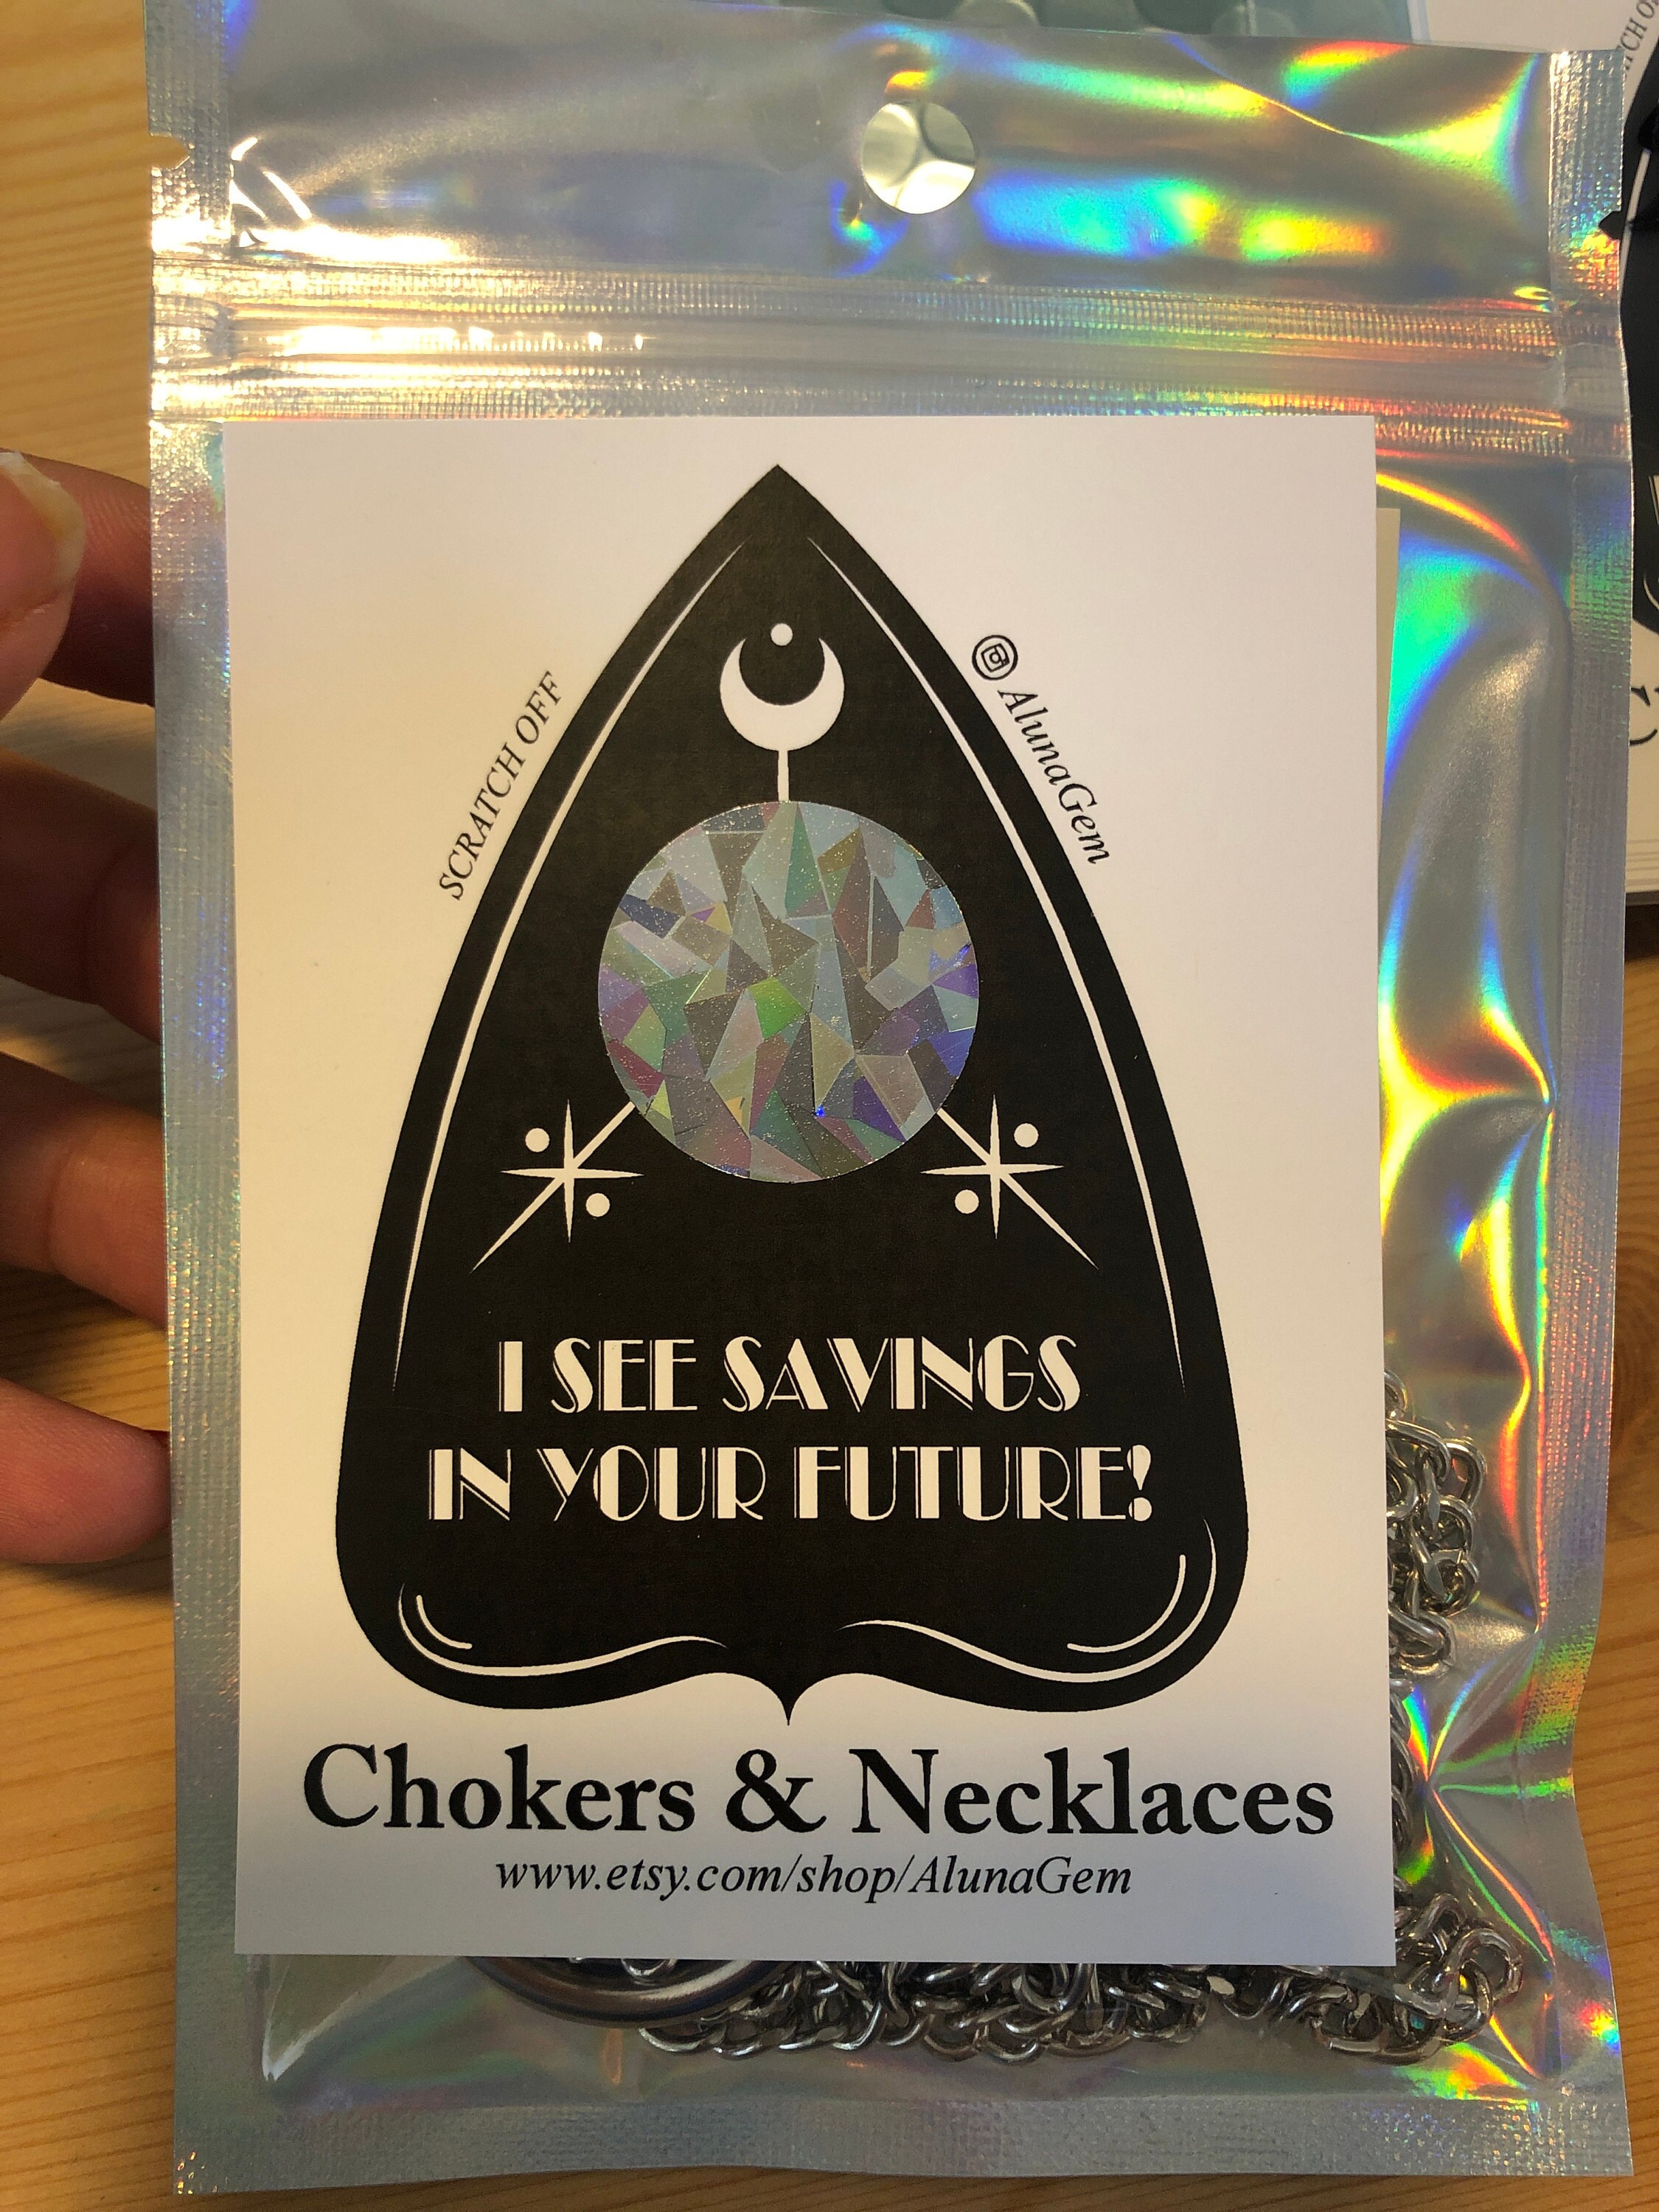 SCRATCH OFF
AlunaGem
I SEE SAVINGS
IN YOUR FUTURE!
Chokers & Necklaces
www.etsy.com/shop/AlunaGem